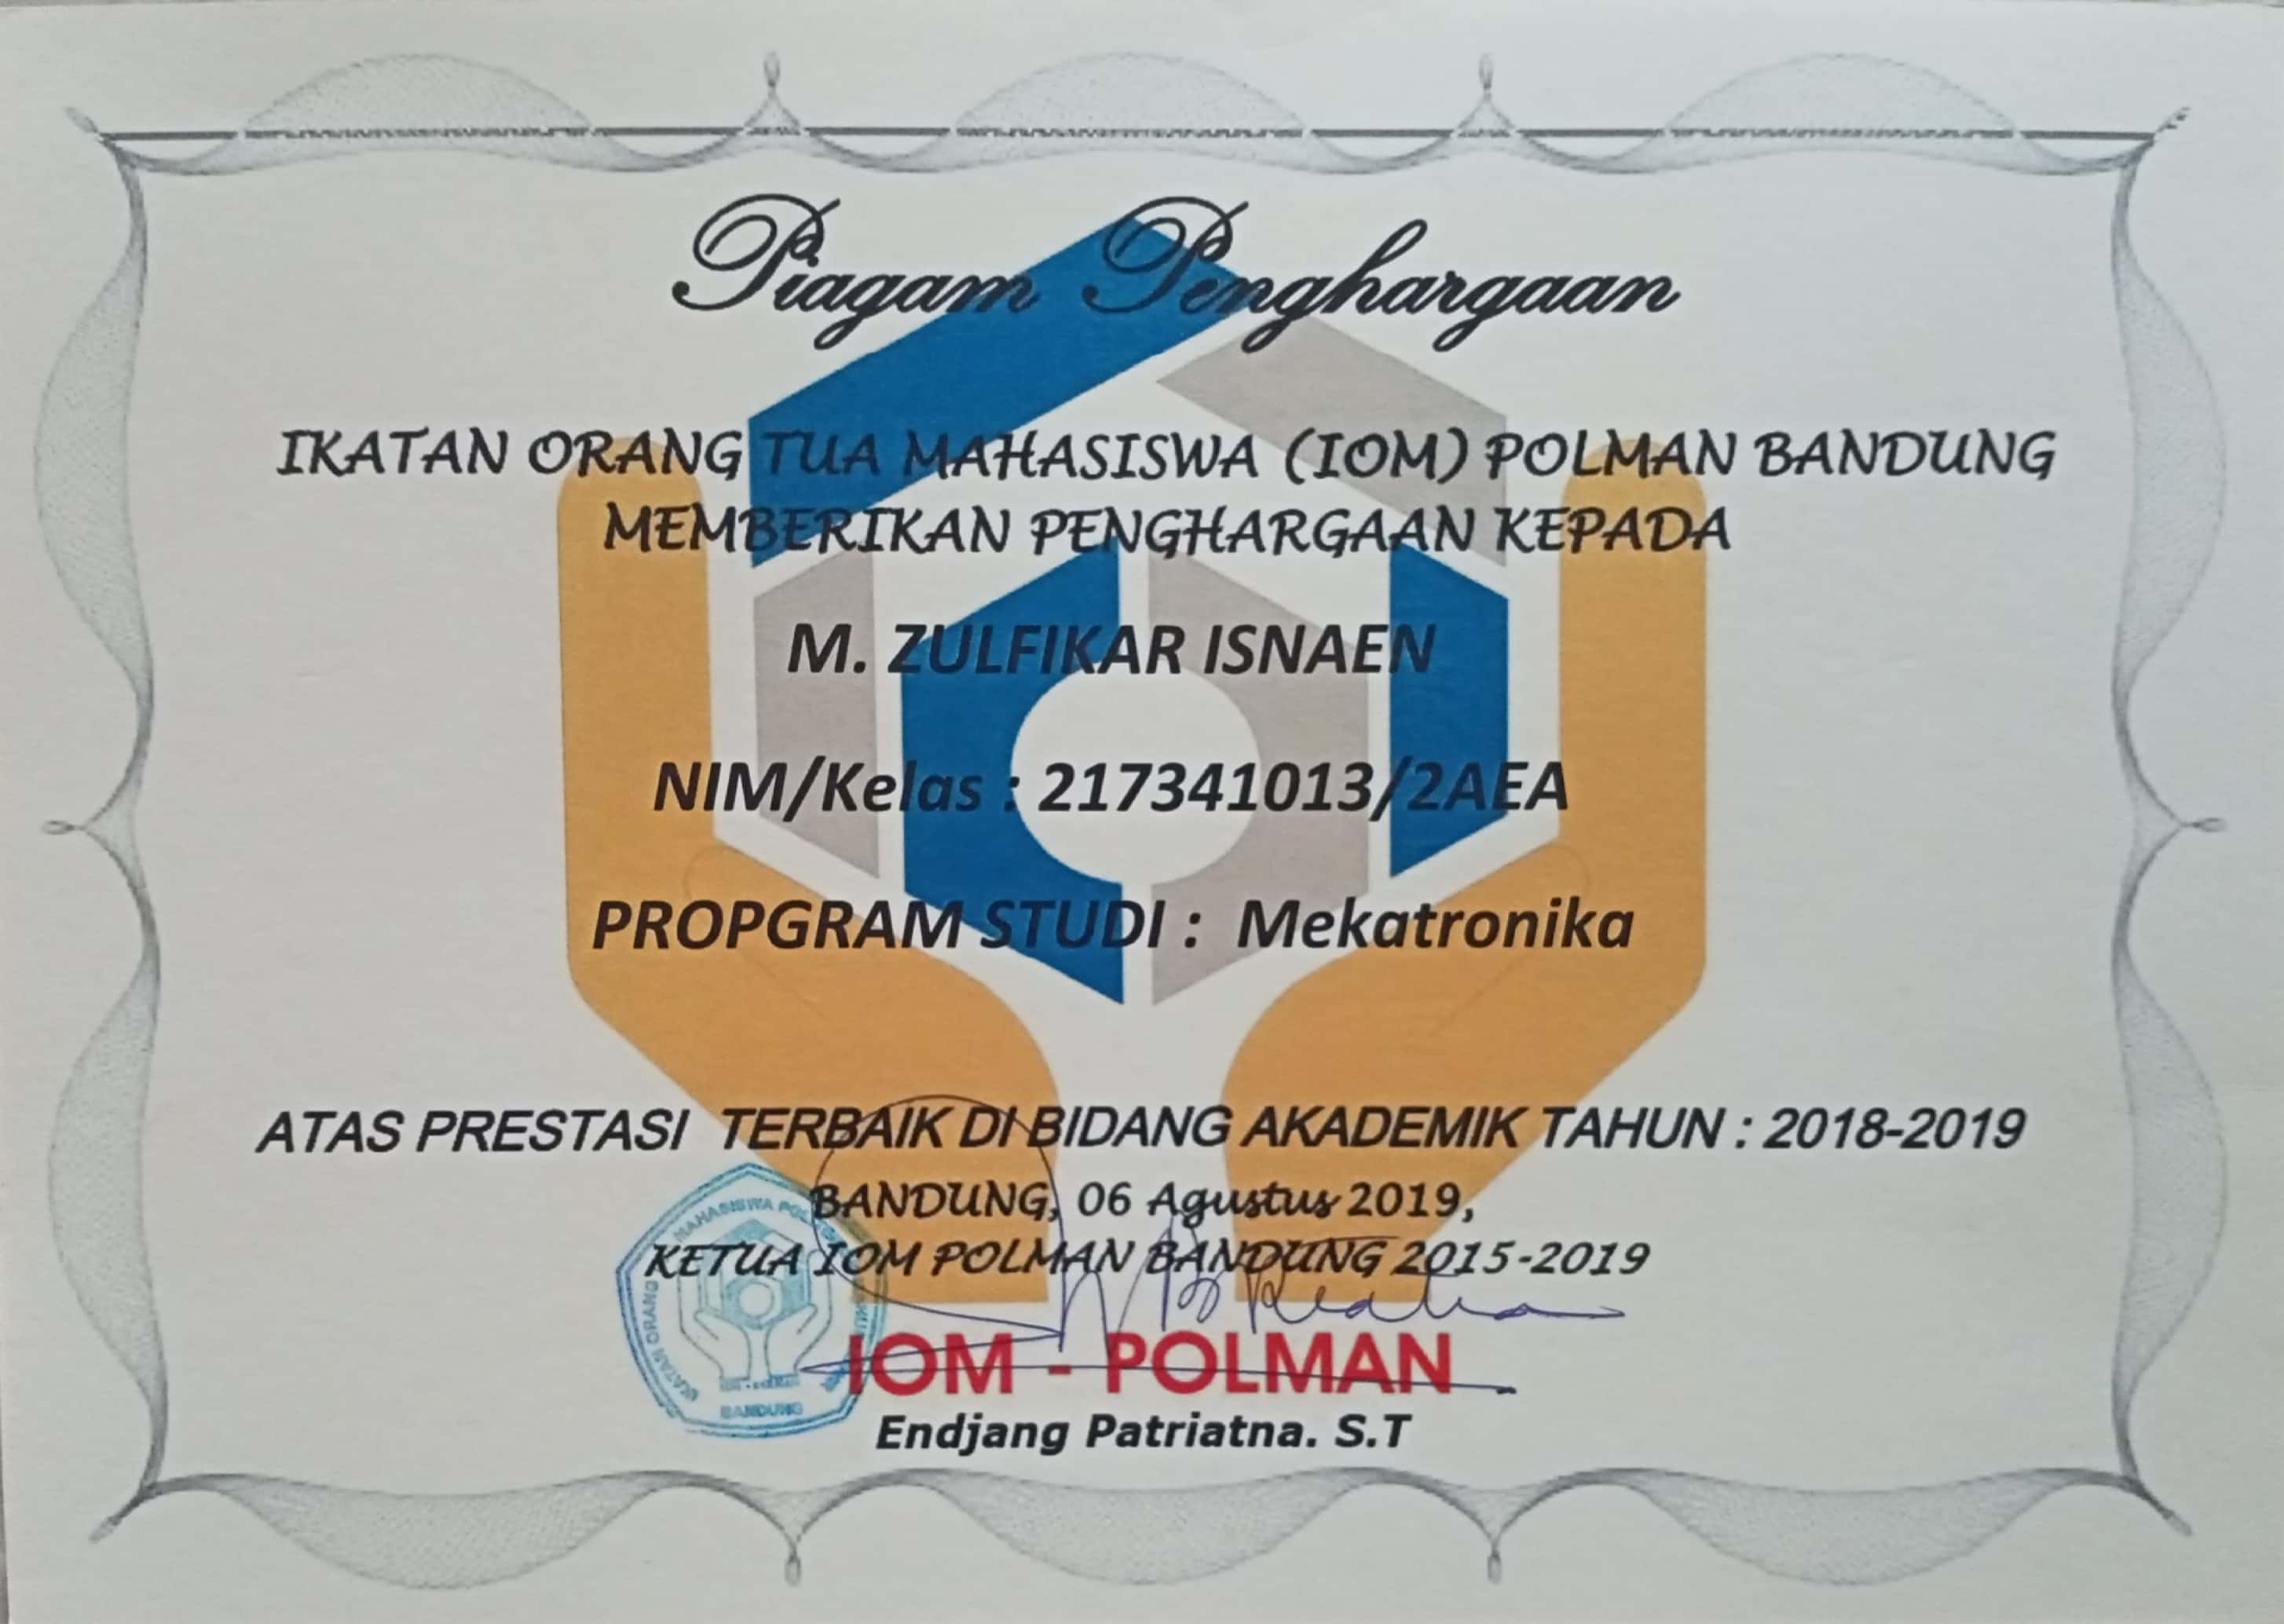 Piagam Penghargaan
IKATAN ORANG TUA MAHASISWA (IOM) POLMAN BANDUNG
MEMBERIKAN PENGHARGAAN KEPADA
M. ZULFIKAR ISNAEN
NIM/Kelas : 217341013/2AEA
PROPGRAM STUDI : Mekatronika
ATAS PRESTASI TERBAIK DI BIDANG AKADEMIK TAHUN : 2018-2019
BANDUNG, 06 Agustus 2019,
KETUA IOM POLMAN BANDUNG 2015-2019
IOM - POLMAN
Endjang Patriatna. S.T
IKATAN ORANG
MAHASISWA
BANDUNG